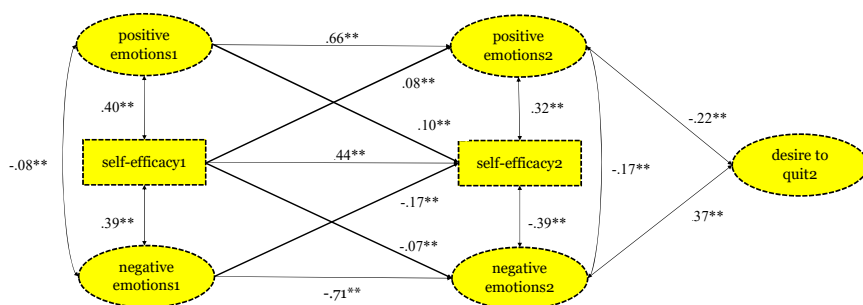 positive
emotions1
.66**
positive
emotions2
.08**
.40**
.32**
.10**
-.22**
self-efficacy1
.44**
self-efficacy2
desire to
quit2
-.08**
-.17**
-.17**
.39**
-.39**
37**
-.07**
negative
emotions1
-.71**
negative
emotions2